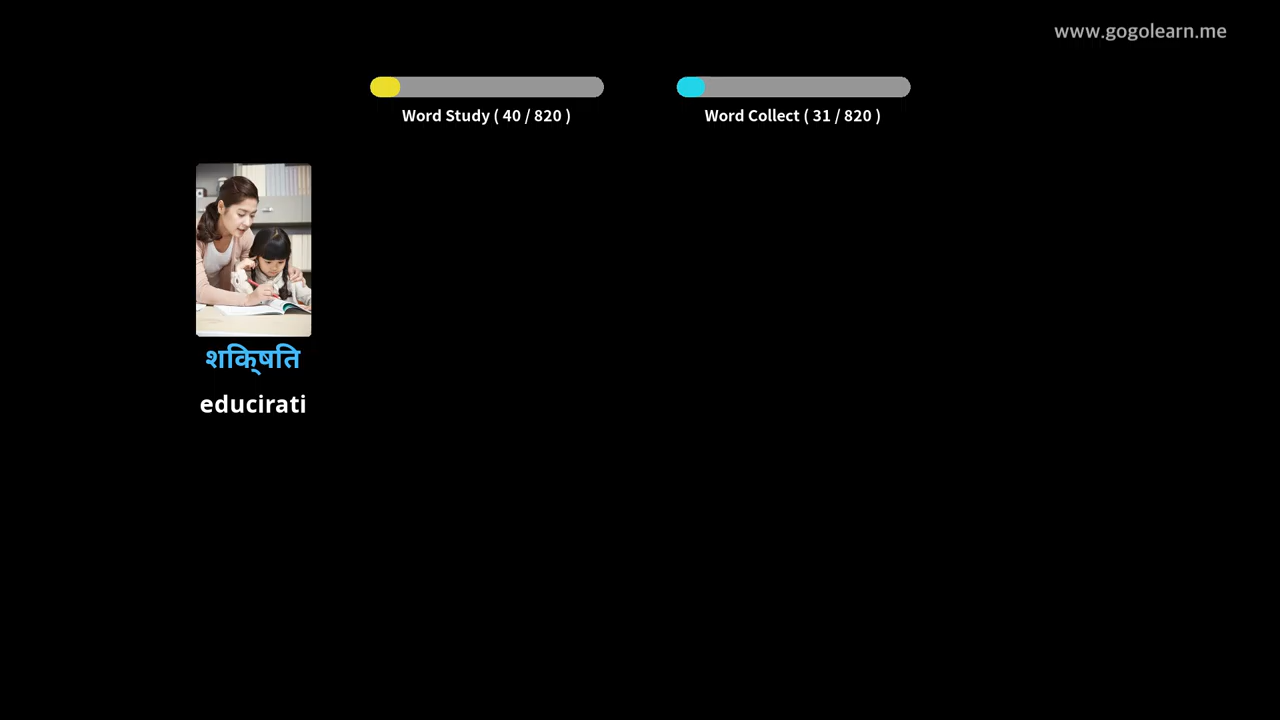 www.gogolearn.me
Word Study ( 40 / 820 )
Word Collect ( 31 / 820 )
शकि्षति
educirati